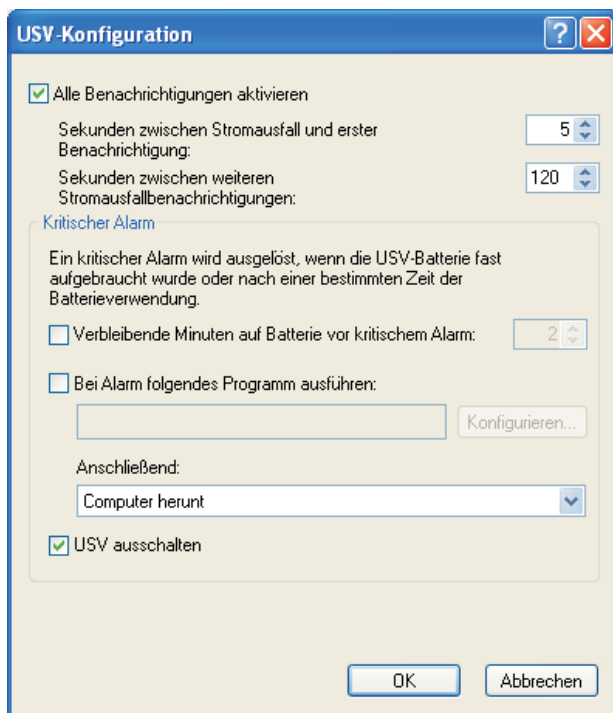 USV-Konfiguration
Alle Benachrichtigungen aktivieren
Sekunden zwischen Stromausfall und erster
Benachrichtigung:
5
Sekunden zwischen weiteren
Stromausfallbenachrichtigungen:
120
Kritischer Alarm
Ein kritischer Alarm wird ausgelöst, wenn die USV-Batterie fast
aufgebraucht wurde oder nach einer bestimmten Zeit der
Batterieverwendung.
Verbleibende Minuten auf Batterie vor kritischem Alarm:
2
Bei Alarm folgendes Programm ausführen:
Konfigurieren...
Anschließend:
Computer herunt
USV ausschalten
OK
Abbrechen